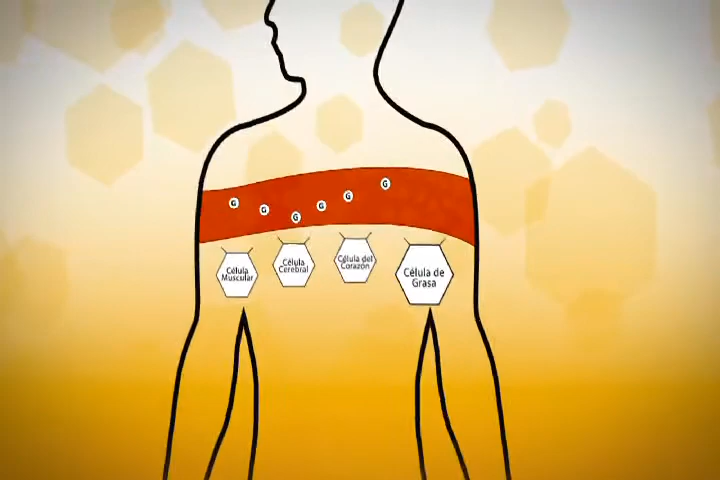 G
G
G
G
G
G
Célula
Muscular
Célula
Cerebral
Célula del
Corazón
Célula de
Grasa